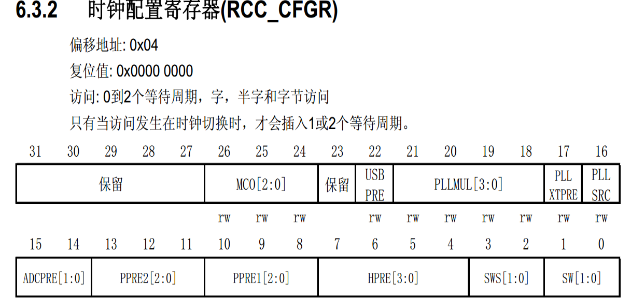 6.3.2 时钟配置寄存器(RCC_CFGR)
偏移地址: 0x04
复位值: 0x0000 0000
访问: 0到2个等待周期，字，半字和字节访问
只有当访问发生在时钟切换时，才会插入1或2个等待周期。
31 30 29 28 27 26 25 24 23 22 21 20 19 18 17 16
保留 MCO[2:0] 保留 USB PRE PLLMUL[3:0] PLL XTPRE PLL SRC
rw rw rw rw rw rw rw rw rw rw
15 14 13 12 11 10 9 8 7 6 5 4 3 2 1 0
ADCPRE[1:0] PPRE2[2:0] PPRE1[2:0] HPRE[3:0] SWS[1:0] SW[1:0]